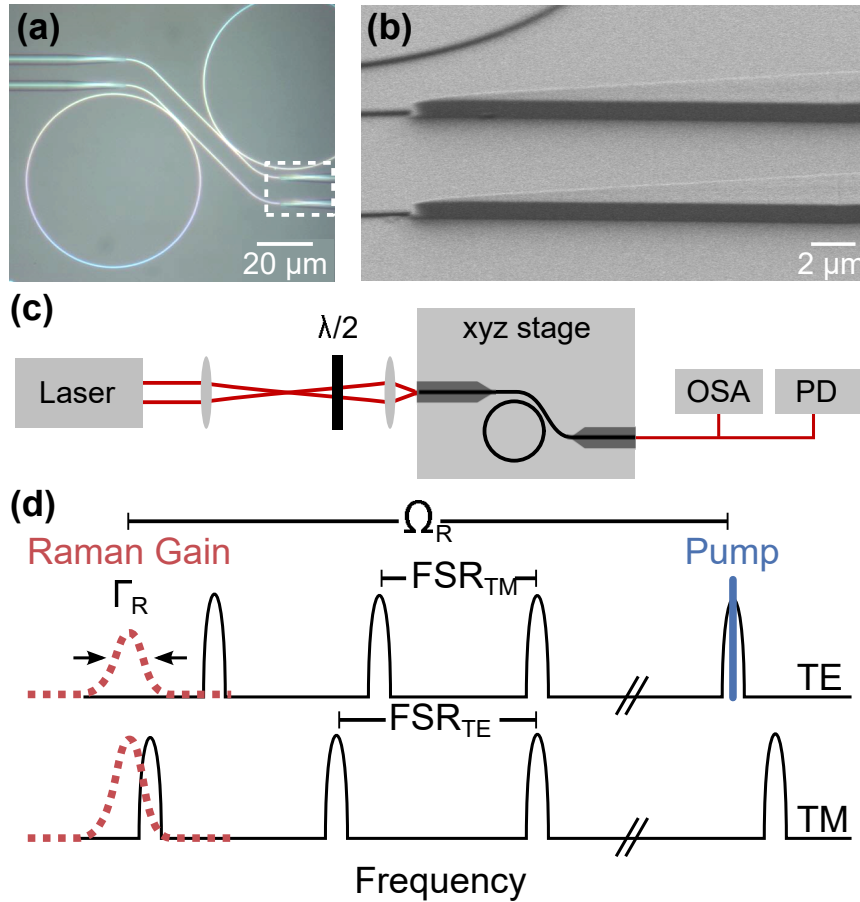 (a)
20 μm
(b)
2 μm
(c)
λ/2
xyz stage
Laser
OSA
PD
(d)
Ω_R
Raman Gain
Pump
Γ_R
FSR_TM
TE
FSR_TE
TM
Frequency